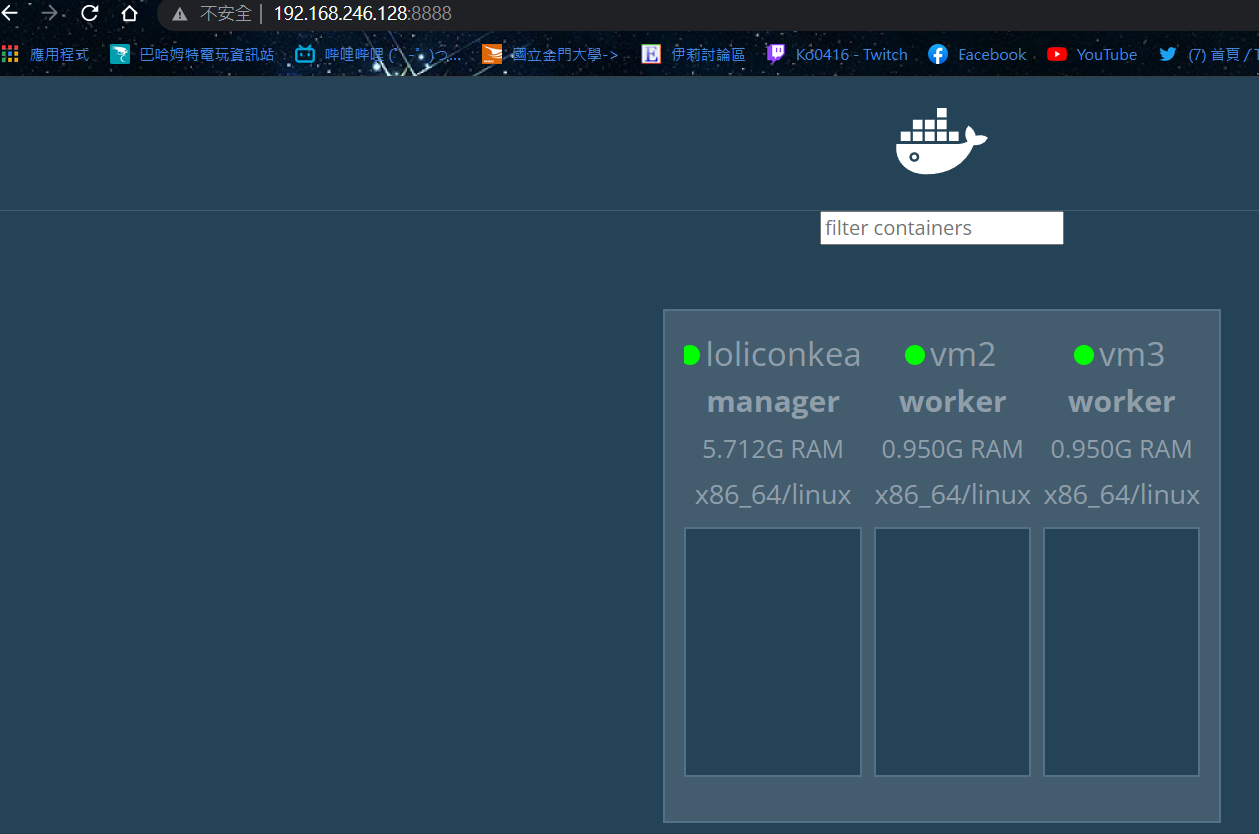 不安全 192.168.246.128:8888
應用程式 巴哈姆特電玩資訊站 嗶哩嗶哩 (゜-゜)つ... 國立金門大學-> 伊莉討論區 Ko0416 - Twitch Facebook YouTube (7) 首頁 /
filter containers
loliconkea vm2 vm3
manager worker worker
5.712G RAM 0.950G RAM 0.950G RAM
x86_64/linux x86_64/linux x86_64/linux